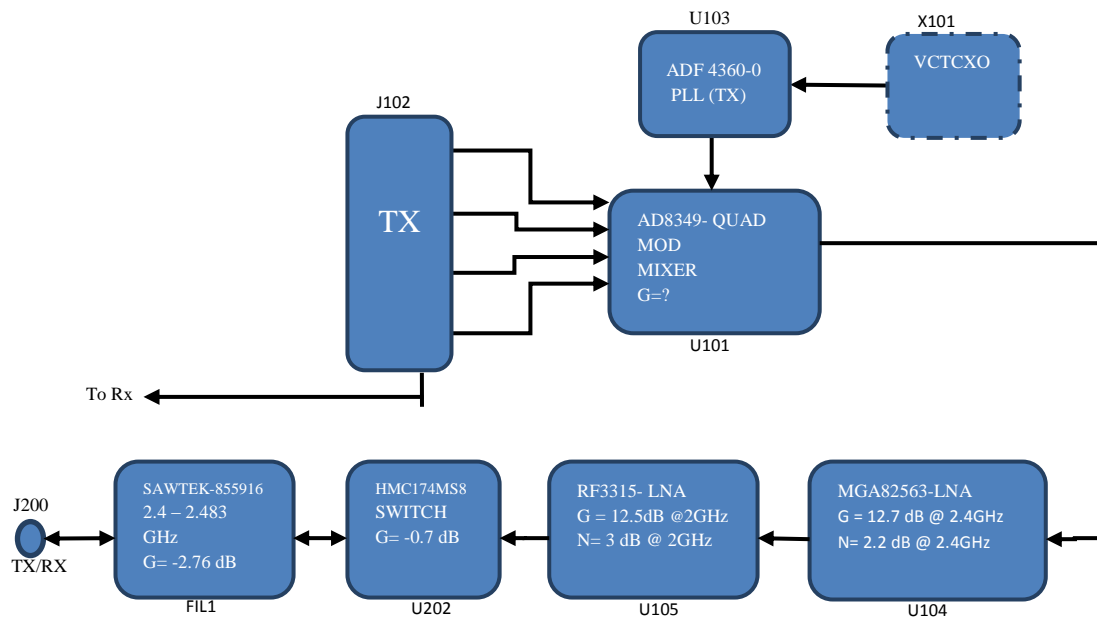 U103
X101
ADF 4360-0
PLL (TX)
VCTCXO
J102
TX
AD8349- QUAD
MOD
MIXER
G=?
U101
To Rx
J200
TX/RX
SAWTEK-855916
2.4 – 2.483
GHz
G= -2.76 dB
FIL1
HMC174MS8
SWITCH
G= -0.7 dB
U202
RF3315- LNA
G = 12.5dB @2GHz
N= 3 dB @ 2GHz
U105
MGA82563-LNA
G = 12.7 dB @ 2.4GHz
N= 2.2 dB @ 2.4GHz
U104